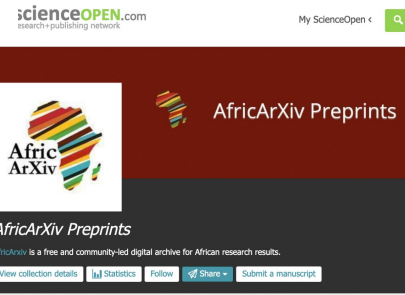 scienceOPEN.com
research+publishing network
My ScienceOpen
Afric
ArXiv
AfricArXiv Preprints
AfricArXiv Preprints
AfricArxiv is a free and community-led digital archive for African research results.
View collection details
Statistics
Follow
Share
Submit a manuscript